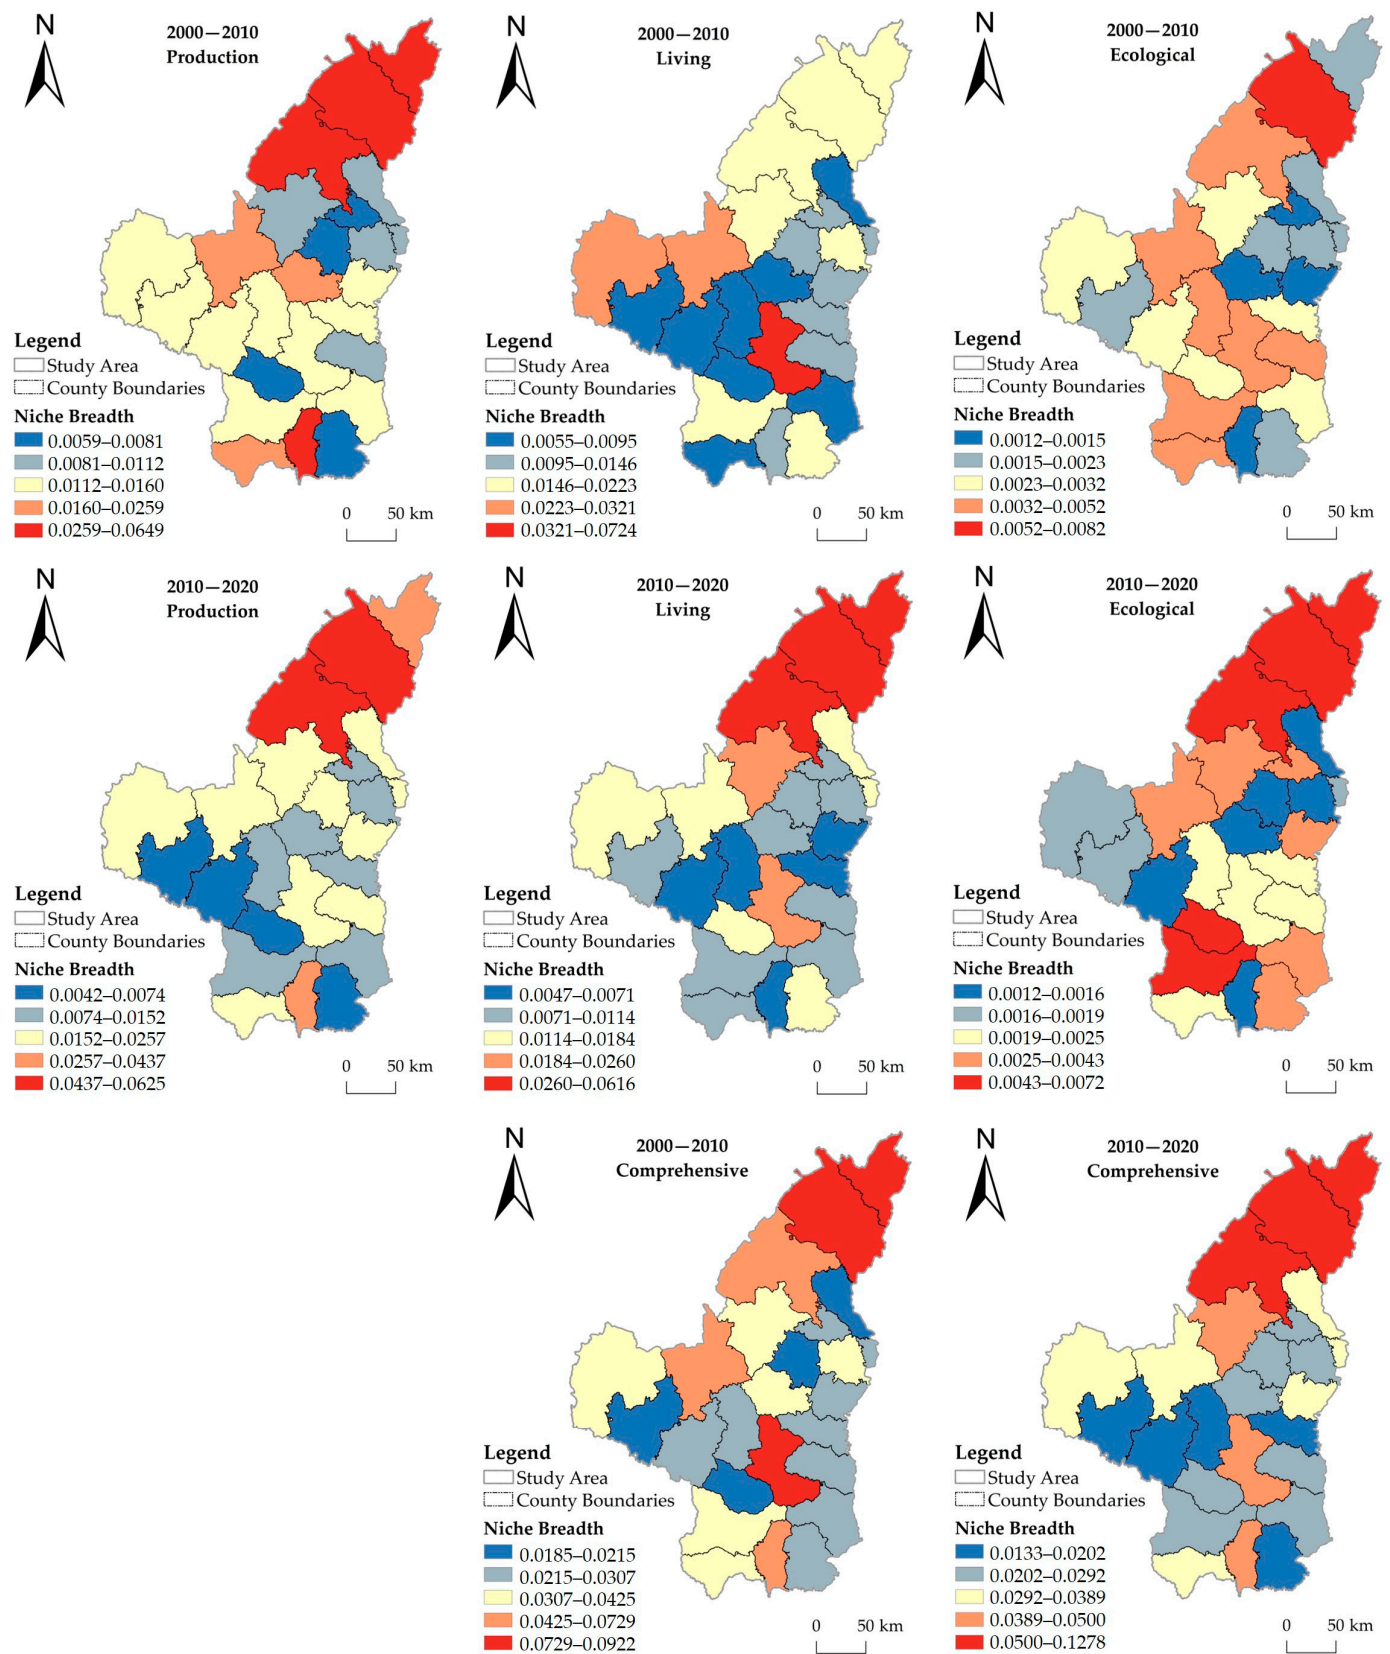 N
2000—2010
Production
Legend
Study Area
County Boundaries
Niche Breadth
0.0059–0.0081
0.0081–0.0112
0.0112–0.0160
0.0160–0.0259
0.0259–0.0649
0 50 km
N
2000—2010
Living
Legend
Study Area
County Boundaries
Niche Breadth
0.0055–0.0095
0.0095–0.0146
0.0146–0.0223
0.0223–0.0321
0.0321–0.0724
0 50 km
N
2000—2010
Ecological
Legend
Study Area
County Boundaries
Niche Breadth
0.0012–0.0015
0.0015–0.0023
0.0023–0.0032
0.0032–0.0052
0.0052–0.0082
0 50 km
N
2010—2020
Production
Legend
Study Area
County Boundaries
Niche Breadth
0.0042–0.0074
0.0074–0.0152
0.0152–0.0257
0.0257–0.0437
0.0437–0.0625
0 50 km
N
2010—2020
Living
Legend
Study Area
County Boundaries
Niche Breadth
0.0047–0.0071
0.0071–0.0114
0.0114–0.0184
0.0184–0.0260
0.0260–0.0616
0 50 km
N
2010—2020
Ecological
Legend
Study Area
County Boundaries
Niche Breadth
0.0012–0.0016
0.0016–0.0019
0.0019–0.0025
0.0025–0.0043
0.0043–0.0072
0 50 km
N
2000—2010
Comprehensive
Legend
Study Area
County Boundaries
Niche Breadth
0.0185–0.0215
0.0215–0.0307
0.0307–0.0425
0.0425–0.0729
0.0729–0.0922
0 50 km
N
2010—2020
Comprehensive
Legend
Study Area
County Boundaries
Niche Breadth
0.0133–0.0202
0.0202–0.0292
0.0292–0.0389
0.0389–0.0500
0.0500–0.1278
0 50 km